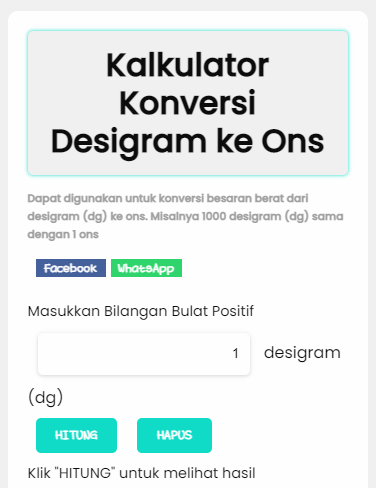 Kalkulator
Konversi
Desigram ke Ons
Dapat digunakan untuk konversi besaran berat dari
desigram (dg) ke ons. Misalnya 1000 desigram (dg) sama
dengan 1 ons
Facebook WhatsApp
Masukkan Bilangan Bulat Positif
1 desigram
(dg)
HITUNG HAPUS
Klik "HITUNG" untuk melihat hasil